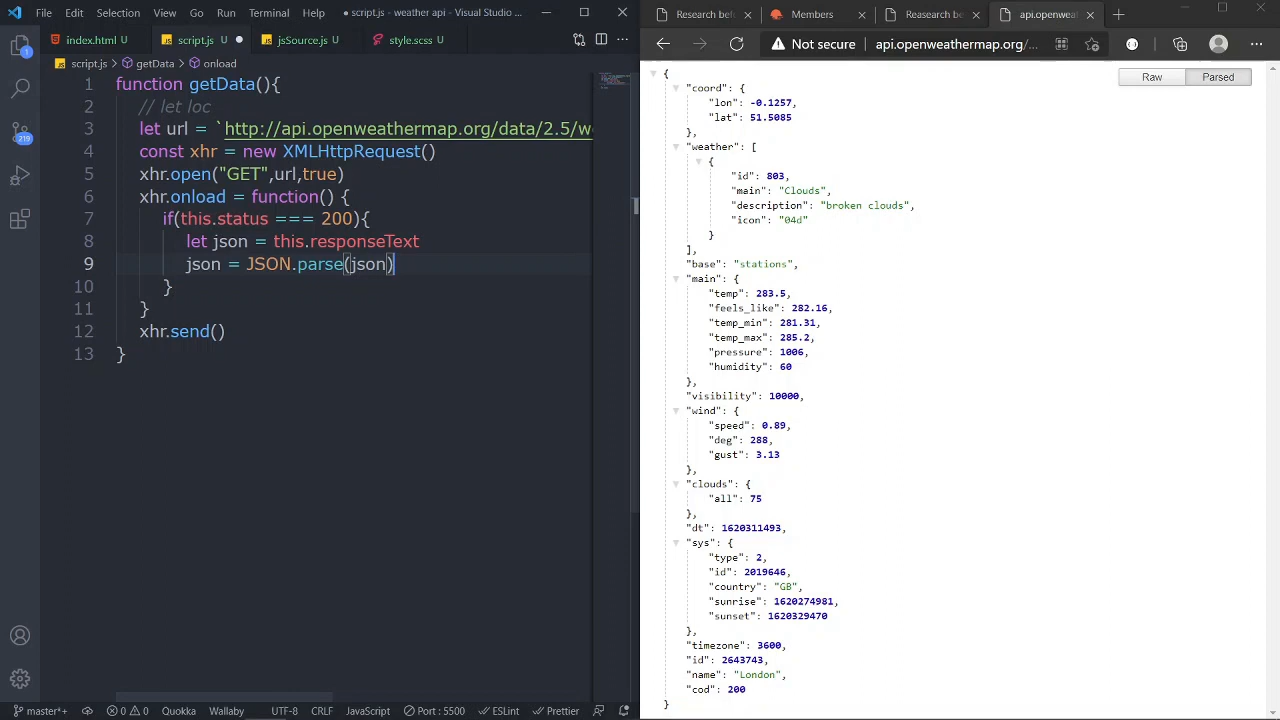 File Edit Selection View Go Run Terminal Help ● script.js - weather api - Visual Studio ...
index.html U script.js U ● jsSource.js U style.css U ...
script.js > getData > onload
1 function getData(){
2 // let loc
3 let url = `http://api.openweathermap.org/data/2.5/we
4 const xhr = new XMLHttpRequest()
5 xhr.open("GET",url,true)
6 xhr.onload = function() {
7 if(this.status === 200){
8 let json = this.responseText
9 json = JSON.parse(json)
10 }
11 }
12 xhr.send()
13 }
1
219
master*+ 0 0 Quokka Wallaby UTF-8 CRLF JavaScript Port : 5500 ESLint Prettier
Research bef Members Reasearch be api.openweat
Not secure api.openweathermap.org/... ...
Raw Parsed
{
"coord": {
"lon": -0.1257,
"lat": 51.5085
},
"weather": [
{
"id": 803,
"main": "Clouds",
"description": "broken clouds",
"icon": "04d"
}
],
"base": "stations",
"main": {
"temp": 283.5,
"feels_like": 282.16,
"temp_min": 281.31,
"temp_max": 285.2,
"pressure": 1006,
"humidity": 60
},
"visibility": 10000,
"wind": {
"speed": 0.89,
"deg": 288,
"gust": 3.13
},
"clouds": {
"all": 75
},
"dt": 1620311493,
"sys": {
"type": 2,
"id": 2019646,
"country": "GB",
"sunrise": 1620274981,
"sunset": 1620329470
},
"timezone": 3600,
"id": 2643743,
"name": "London",
"cod": 200
}